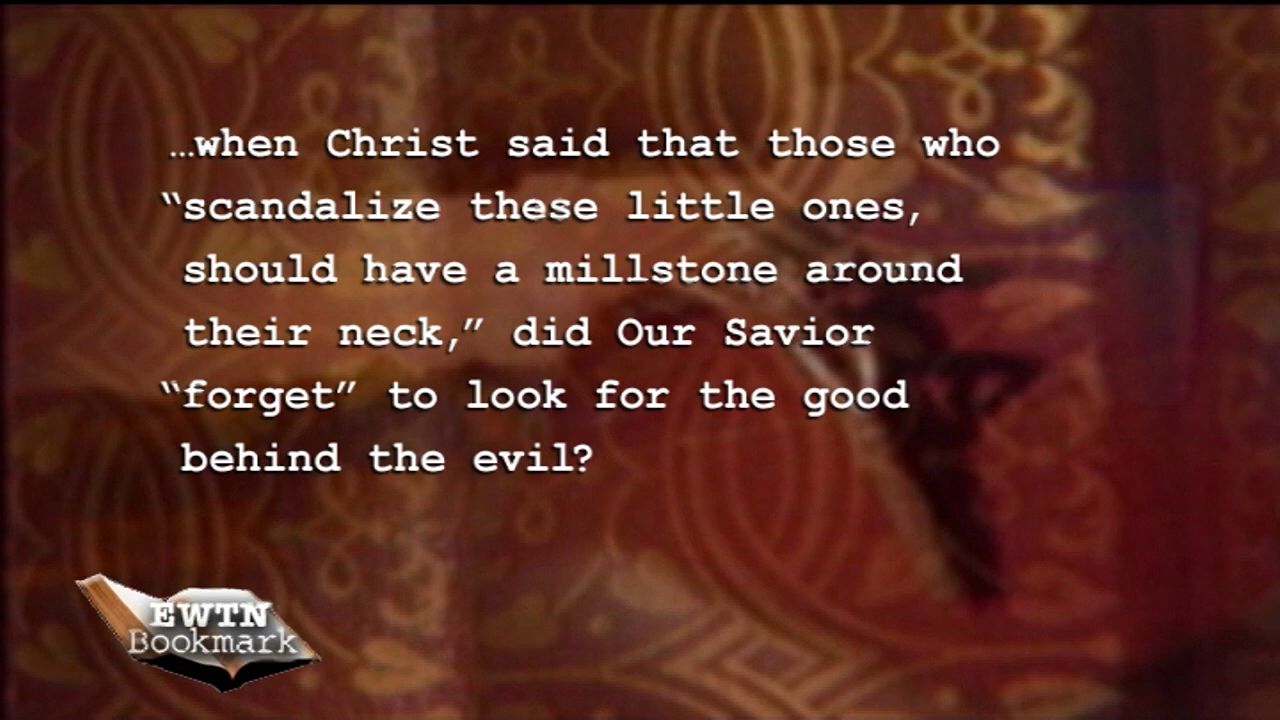 …when Christ said that those who
“scandalize these little ones,
should have a millstone around
their neck,” did Our Savior
“forget” to look for the good
behind the evil?
EWTN
Bookmark